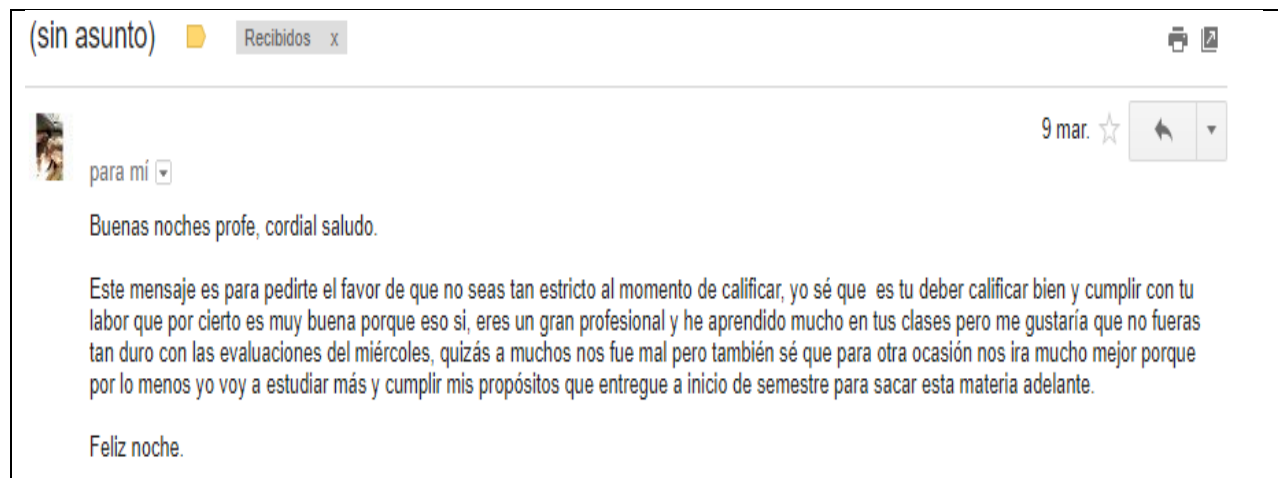 (sin asunto) Recibidos x
9 mar.
para mí
Buenas noches profe, cordial saludo.
Este mensaje es para pedirte el favor de que no seas tan estricto al momento de calificar, yo sé que es tu deber calificar bien y cumplir con tu
labor que por cierto es muy buena porque eso si, eres un gran profesional y he aprendido mucho en tus clases pero me gustaría que no fueras
tan duro con las evaluaciones del miércoles, quizás a muchos nos fue mal pero también sé que para otra ocasión nos ira mucho mejor porque
por lo menos yo voy a estudiar más y cumplir mis propósitos que entregue a inicio de semestre para sacar esta materia adelante.
Feliz noche.